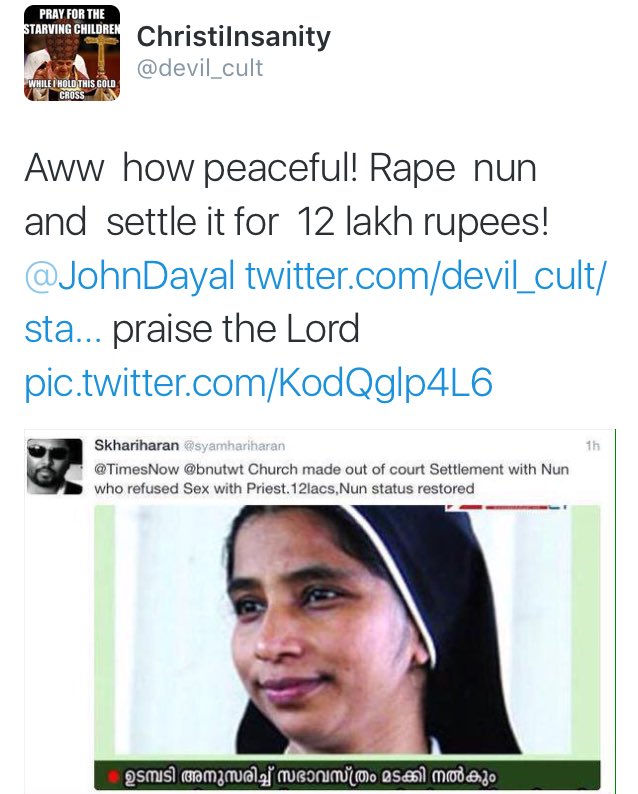 PRAY FOR THE
STARVING CHILDREN
WHILE I HOLD THIS GOLD
CROSS
ChristiInsanity
@devil_cult
Aww how peaceful! Rape nun
and settle it for 12 lakh rupees!
@JohnDayal twitter.com/devil_cult/
sta... praise the Lord
pic.twitter.com/KodQglp4L6
Skhariharan @syamhariharan 1h
@TimesNow @bnutwt Church made out of court Settlement with Nun
who refused Sex with Priest.12lacs,Nun status restored
ഉടമ്പടി അനുസരിച്ച് സഭാവസ്ത്രം മടക്കി നൽകും